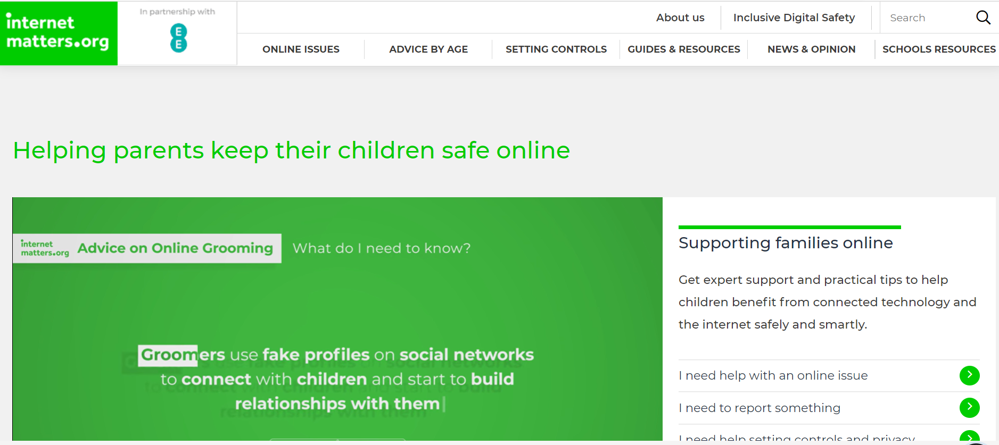 internet
matters.org
In partnership with
EE
About us
Inclusive Digital Safety
Search
ONLINE ISSUES
ADVICE BY AGE
SETTING CONTROLS
GUIDES & RESOURCES
NEWS & OPINION
SCHOOLS RESOURCES
Helping parents keep their children safe online
internet
matters.org
Advice on Online Grooming
What do I need to know?
Groomers use fake profiles on social networks
to connect with children and start to build
relationships with them
Supporting families online
Get expert support and practical tips to help
children benefit from connected technology and
the internet safely and smartly.
I need help with an online issue
I need to report something
I need help setting controls and privacy